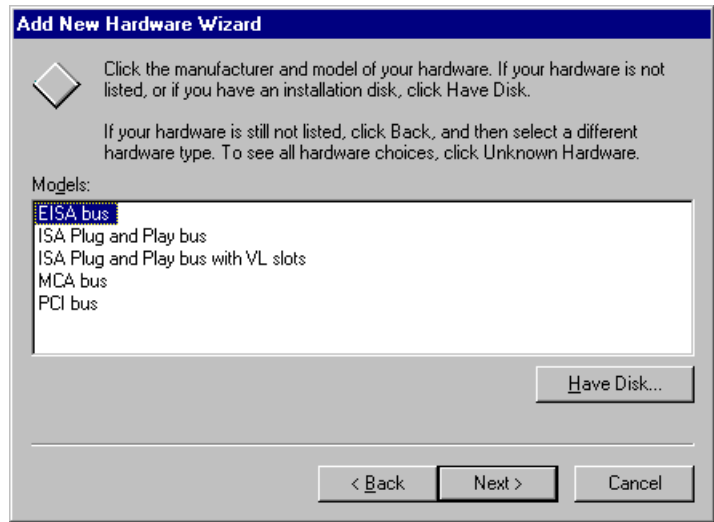 Add New Hardware Wizard
Click the manufacturer and model of your hardware. If your hardware is not
listed, or if you have an installation disk, click Have Disk.
If your hardware is still not listed, click Back, and then select a different
hardware type. To see all hardware choices, click Unknown Hardware.
Models:
EISA bus
ISA Plug and Play bus
ISA Plug and Play bus with VL slots
MCA bus
PCI bus
Have Disk...
< Back
Next >
Cancel